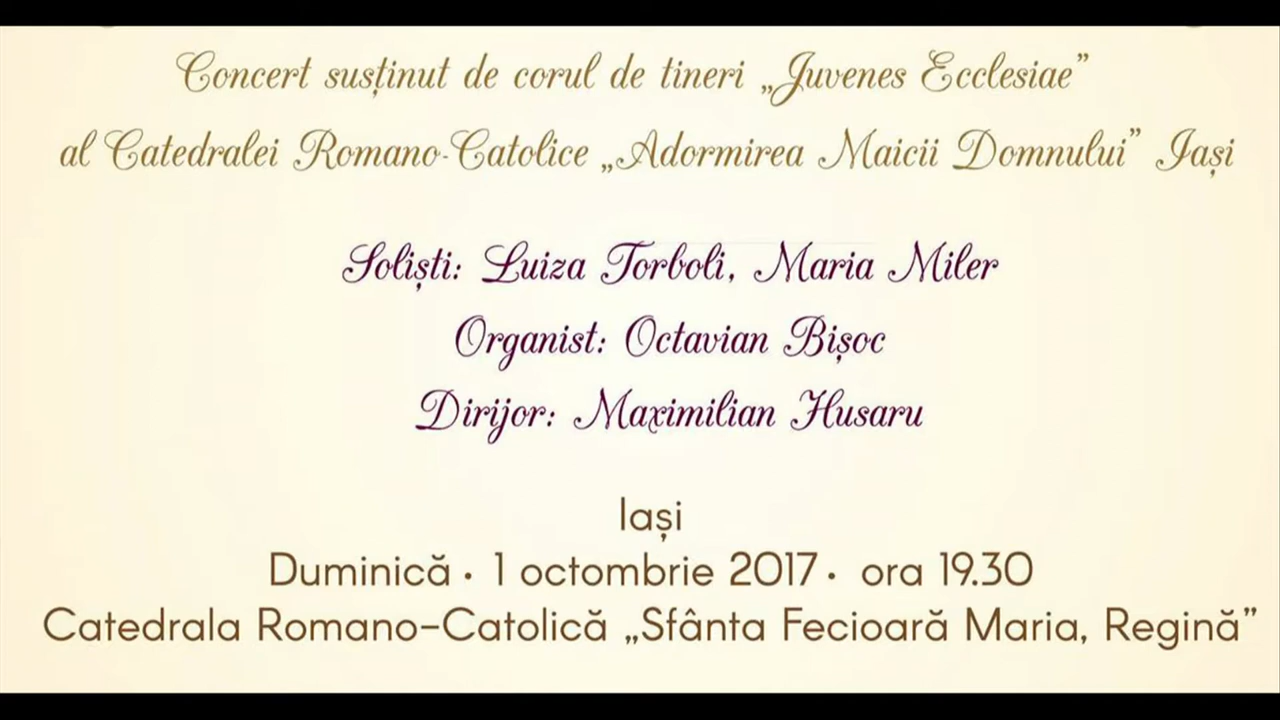 Concert susținut de corul de tineri „Juvenes Ecclesiae”
al Catedralei Romano-Catolice „Adormirea Maicii Domnului” Iași
Soliști: Luiza Torboli, Maria Miler
Organist: Octavian Bișoc
Dirijor: Maximilian Husaru
Iași
Duminică • 1 octombrie 2017 • ora 19.30
Catedrala Romano-Catolică „Sfânta Fecioară Maria, Regină”